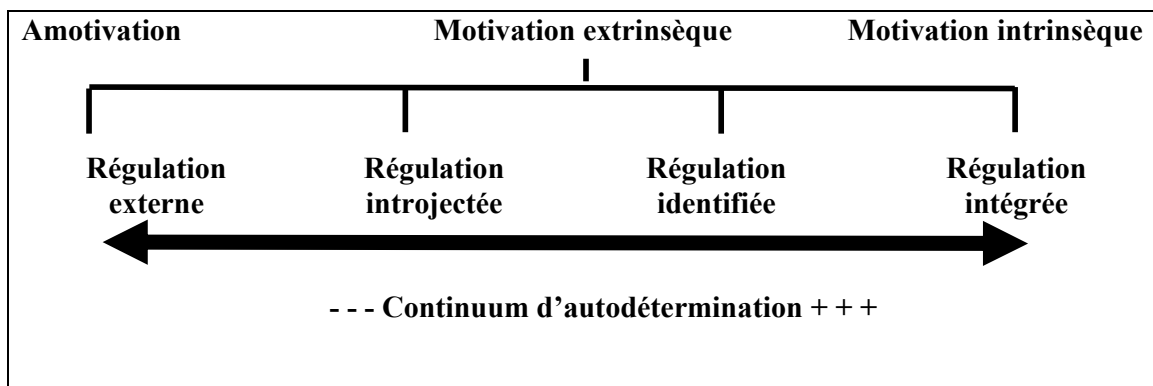 Amotivation Motivation extrinsèque Motivation intrinsèque
Régulation Régulation Régulation Régulation
externe introjectée identifiée intégrée
- - - Continuum d’autodétermination + + +